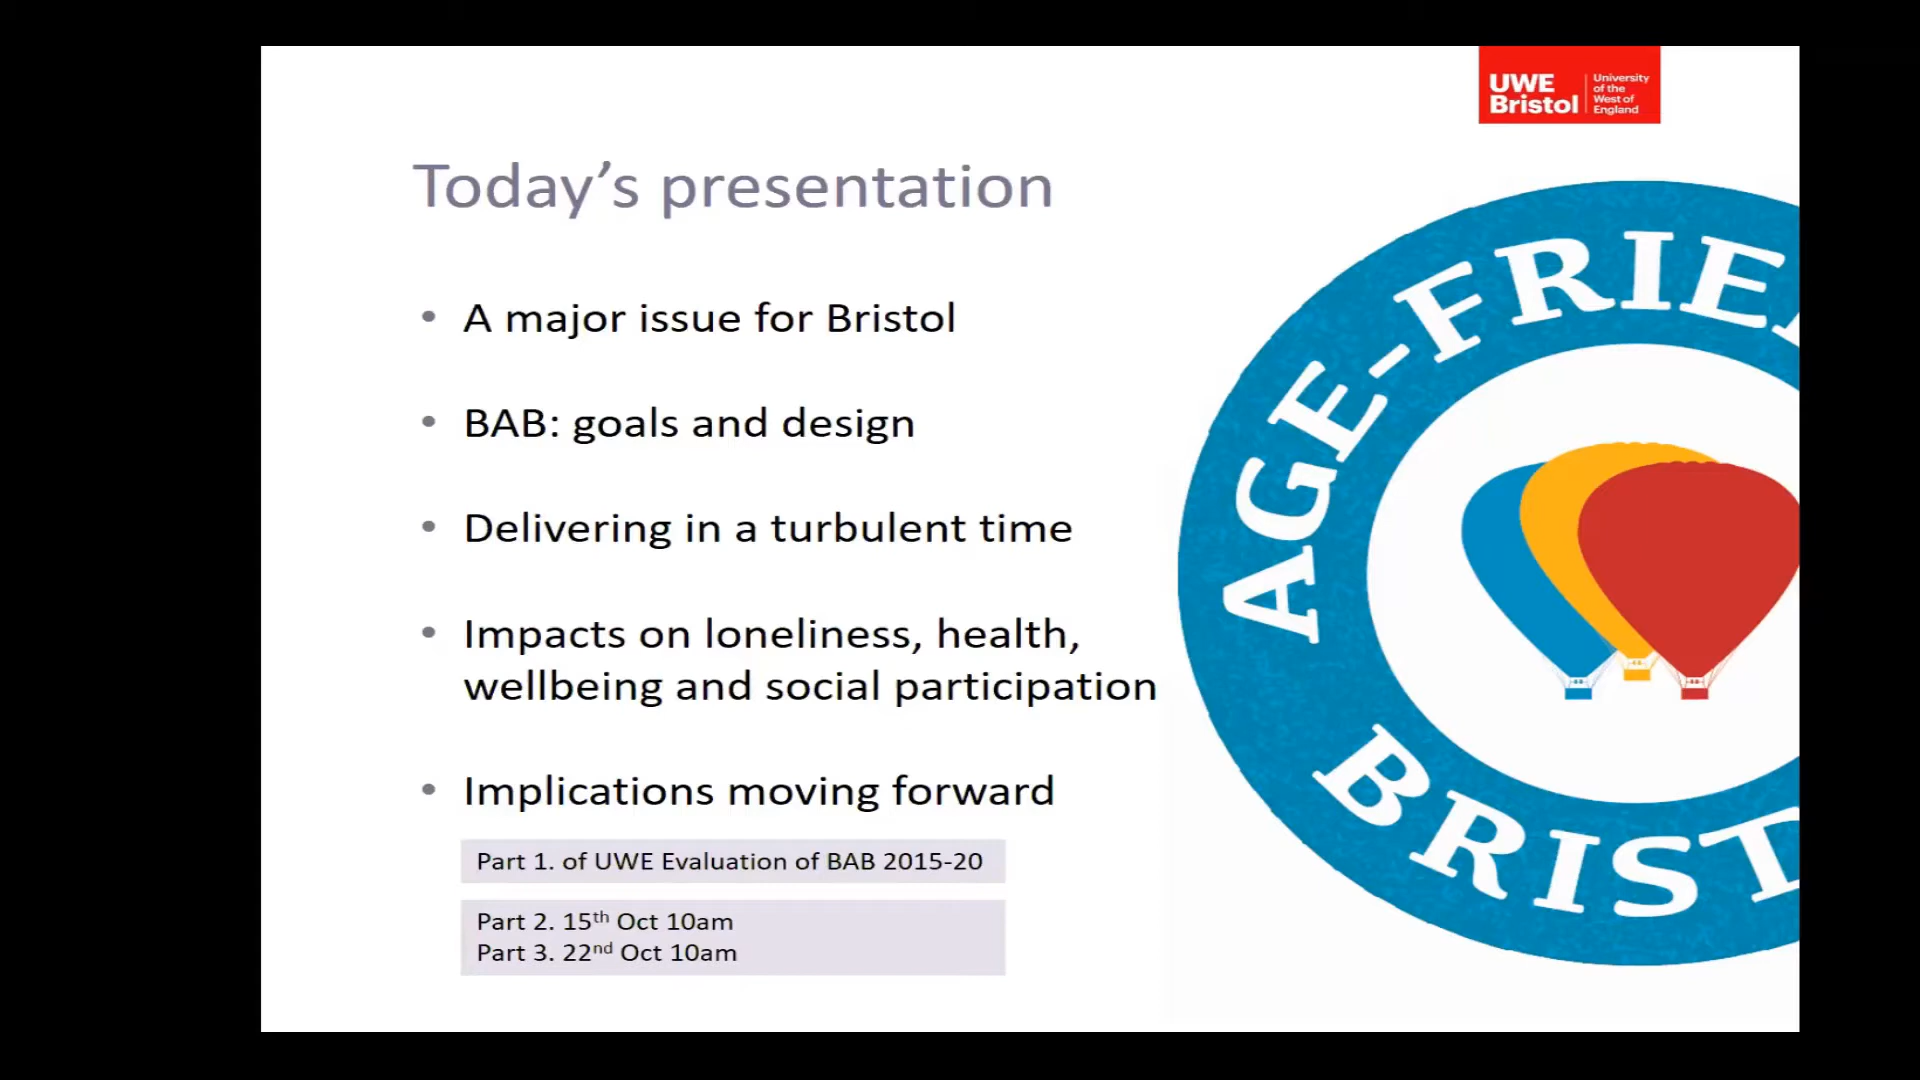 UWE Bristol
University of the West of England
Today's presentation
• A major issue for Bristol
• BAB: goals and design
• Delivering in a turbulent time
• Impacts on loneliness, health,
wellbeing and social participation
• Implications moving forward
Part 1. of UWE Evaluation of BAB 2015-20
Part 2. 15th Oct 10am
Part 3. 22nd Oct 10am
AGE-FRIE
BRIST